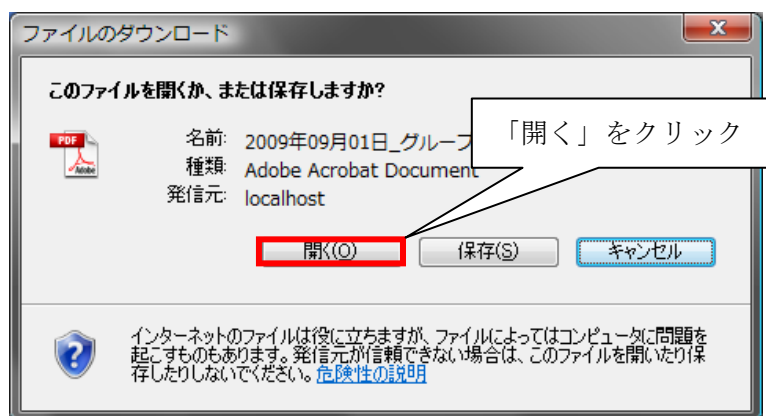 ファイルのダウンロード
このファイルを開くか、または保存しますか?
「開く」をクリック
PDF
Adobe
名前: 2009年09月01日_グループ
種類: Adobe Acrobat Document
発信元: localhost
開く(O) 保存(S) キャンセル
インターネットのファイルは役に立ちますが、ファイルによってはコンピュータに問題を
起こすものもあります。発信元が信頼できない場合は、このファイルを開いたり保
存したりしないでください。危険性の説明